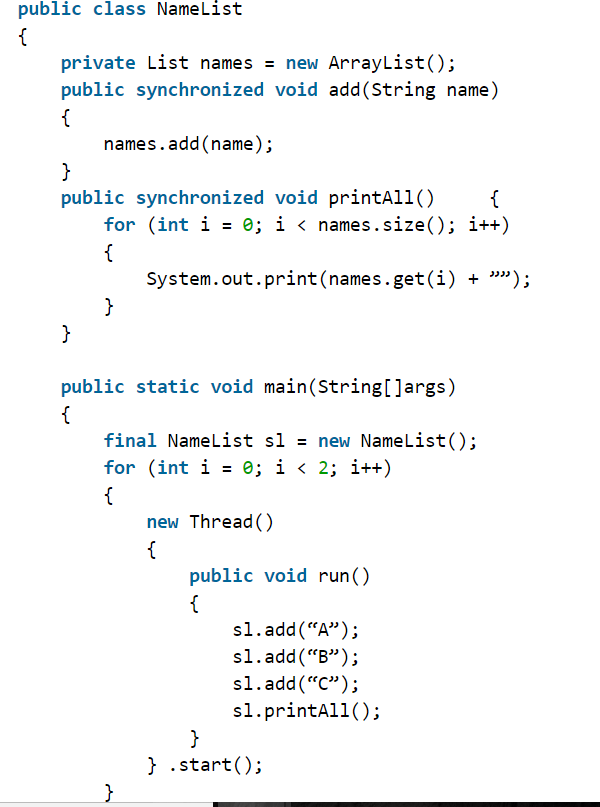 public class NameList
{
    private List names = new ArrayList();
    public synchronized void add(String name)
    {
        names.add(name);
    }
    public synchronized void printAll()     {
        for (int i = 0; i < names.size(); i++)
        {
            System.out.print(names.get(i) + ””);
        }
    }

    public static void main(String[]args)
    {
        final NameList sl = new NameList();
        for (int i = 0; i < 2; i++)
        {
            new Thread()
            {
                public void run()
                {
                    sl.add(“A”);
                    sl.add(“B”);
                    sl.add(“C”);
                    sl.printAll();
                }
            } .start();
        }